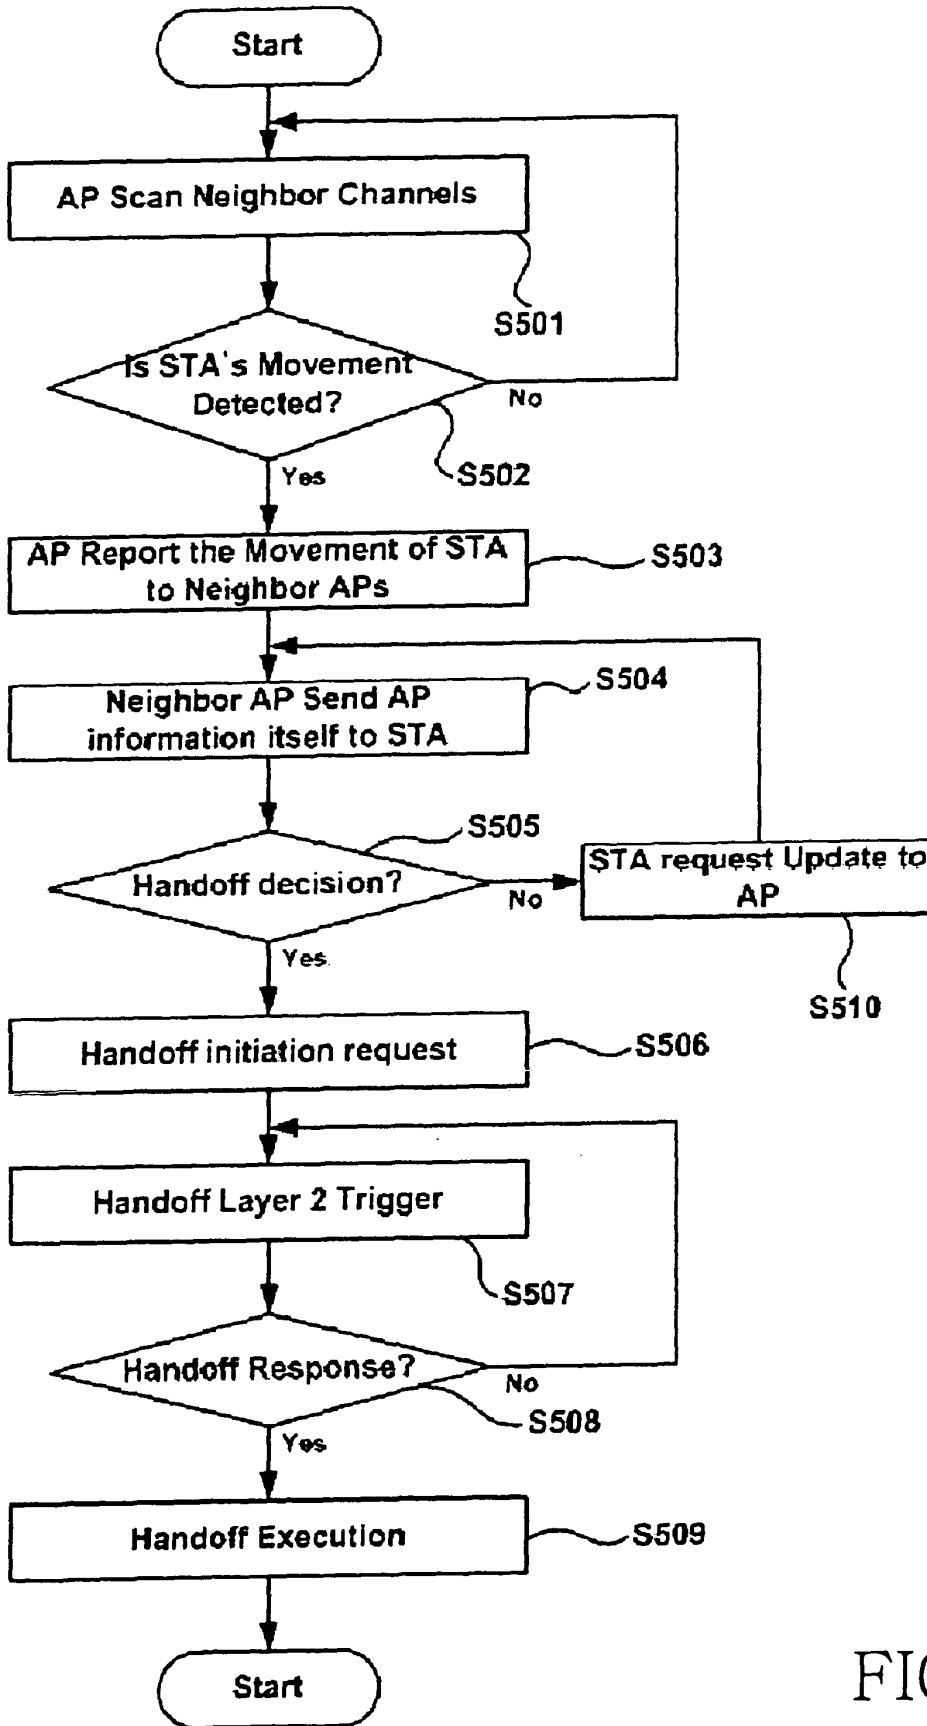 Start
AP Scan Neighbor Channels
S501
Is STA's Movement
Detected?
No
S502
Yes
AP Report the Movement of STA
to Neighbor APs
S503
Neighbor AP Send AP
information itself to STA
S504
S505
Handoff decision?
No
STA request Update to
AP
S510
Yes
Handoff initiation request
S506
Handoff Layer 2 Trigger
S507
Handoff Response?
No
S508
Yes
Handoff Execution
S509
Start